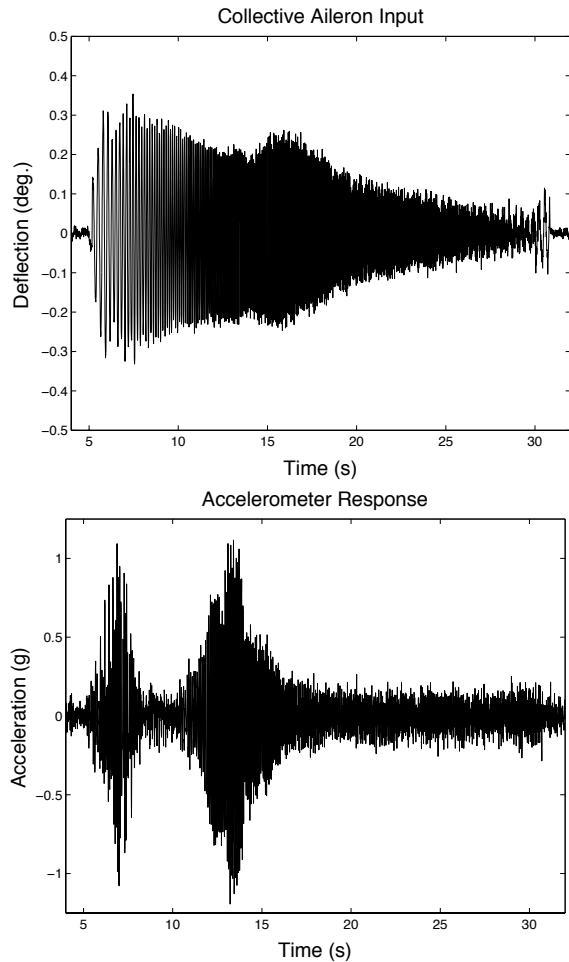 Collective Aileron Input
0.5
0.4
0.3
0.2
0.1
0
−0.1
−0.2
−0.3
−0.4
−0.5
Deflection (deg.)
5 10 15 20 25 30
Time (s)
Accelerometer Response
1
0.5
0
−0.5
−1
Acceleration (g)
5 10 15 20 25 30
Time (s)